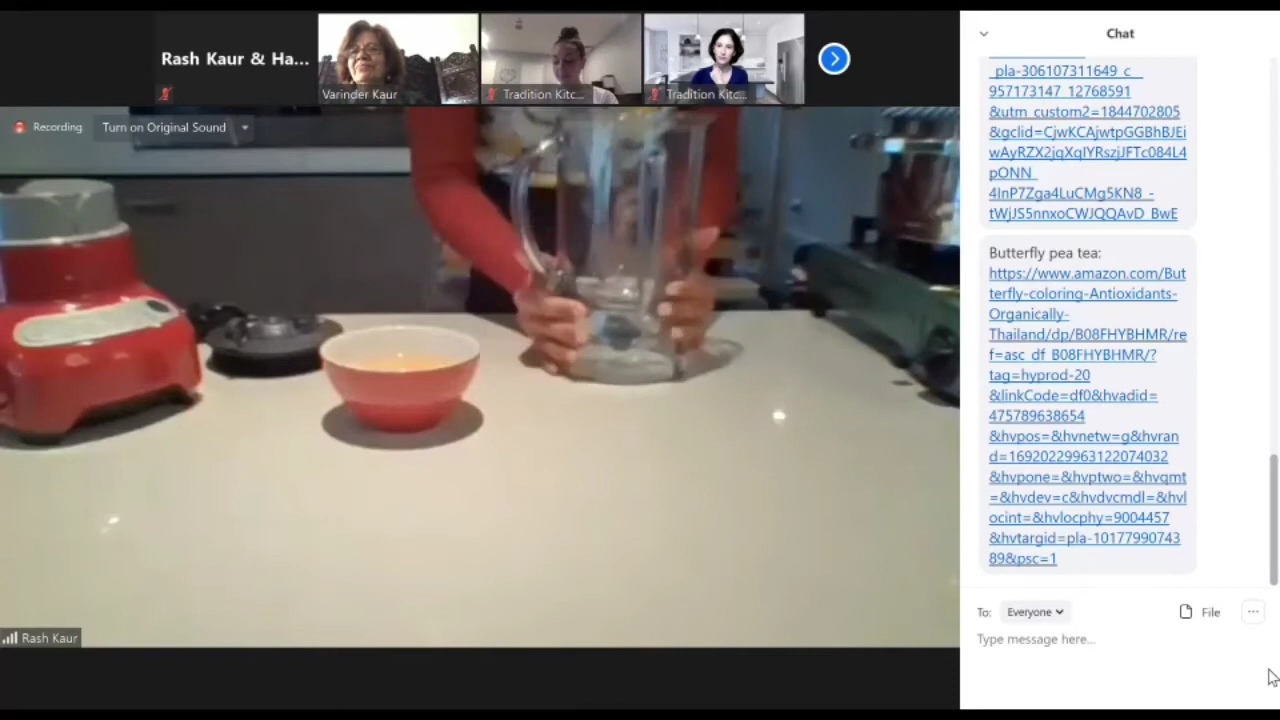 Rash Kaur & Ha...
Varinder Kaur
Tradition Kitc...
Tradition Kitc...
Recording
Turn on Original Sound
Rash Kaur
Chat
_pla-306107311649_c_
957173147_12768591
&utm_custom2=1844702805
&gclid=CjwKCAjwtpGGBhBJEi
wAyRZX2jqXqIYRszjJFTc084L4
pONN_
4InP7Zga4LuCMg5KN8_-
tWjJS5nnxoCWJQQAvD_BwE
Butterfly pea tea:
https://www.amazon.com/But
terfly-coloring-Antioxidants-
Organically-
Thailand/dp/B08FHYBHMR/re
f=asc_df_B08FHYBHMR/?
tag=hyprod-20
&linkCode=df0&hvadid=
475789638654
&hvpos=&hvnetw=g&hvran
d=16920229963122074032
&hvpone=&hvptwo=&hvqmt
=&hvdev=c&hvdvcmdl=&hvl
ocint=&hvlocphy=9004457
&hvtargid=pla-10177990743
89&psc=1
To: Everyone
File
Type message here...